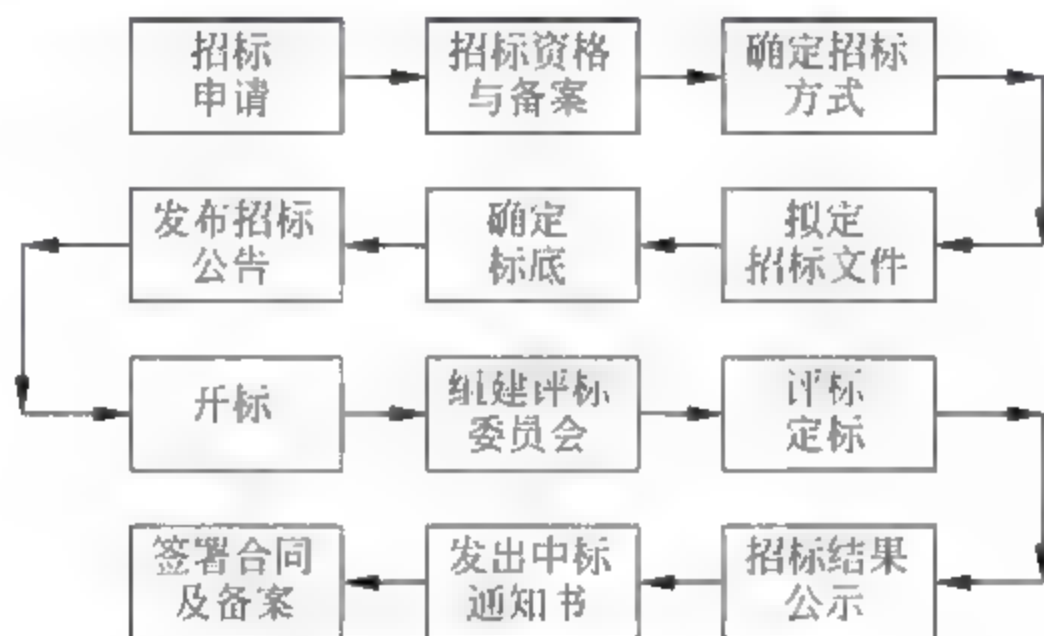 招标
申请
招标资格
与备案
确定招标
方式
发布招标
公告
确定
标底
拟定
招标文件
开标
组建评标
委员会
评标
定标
签署合同
及备案
发出中标
通知书
招标结果
公示